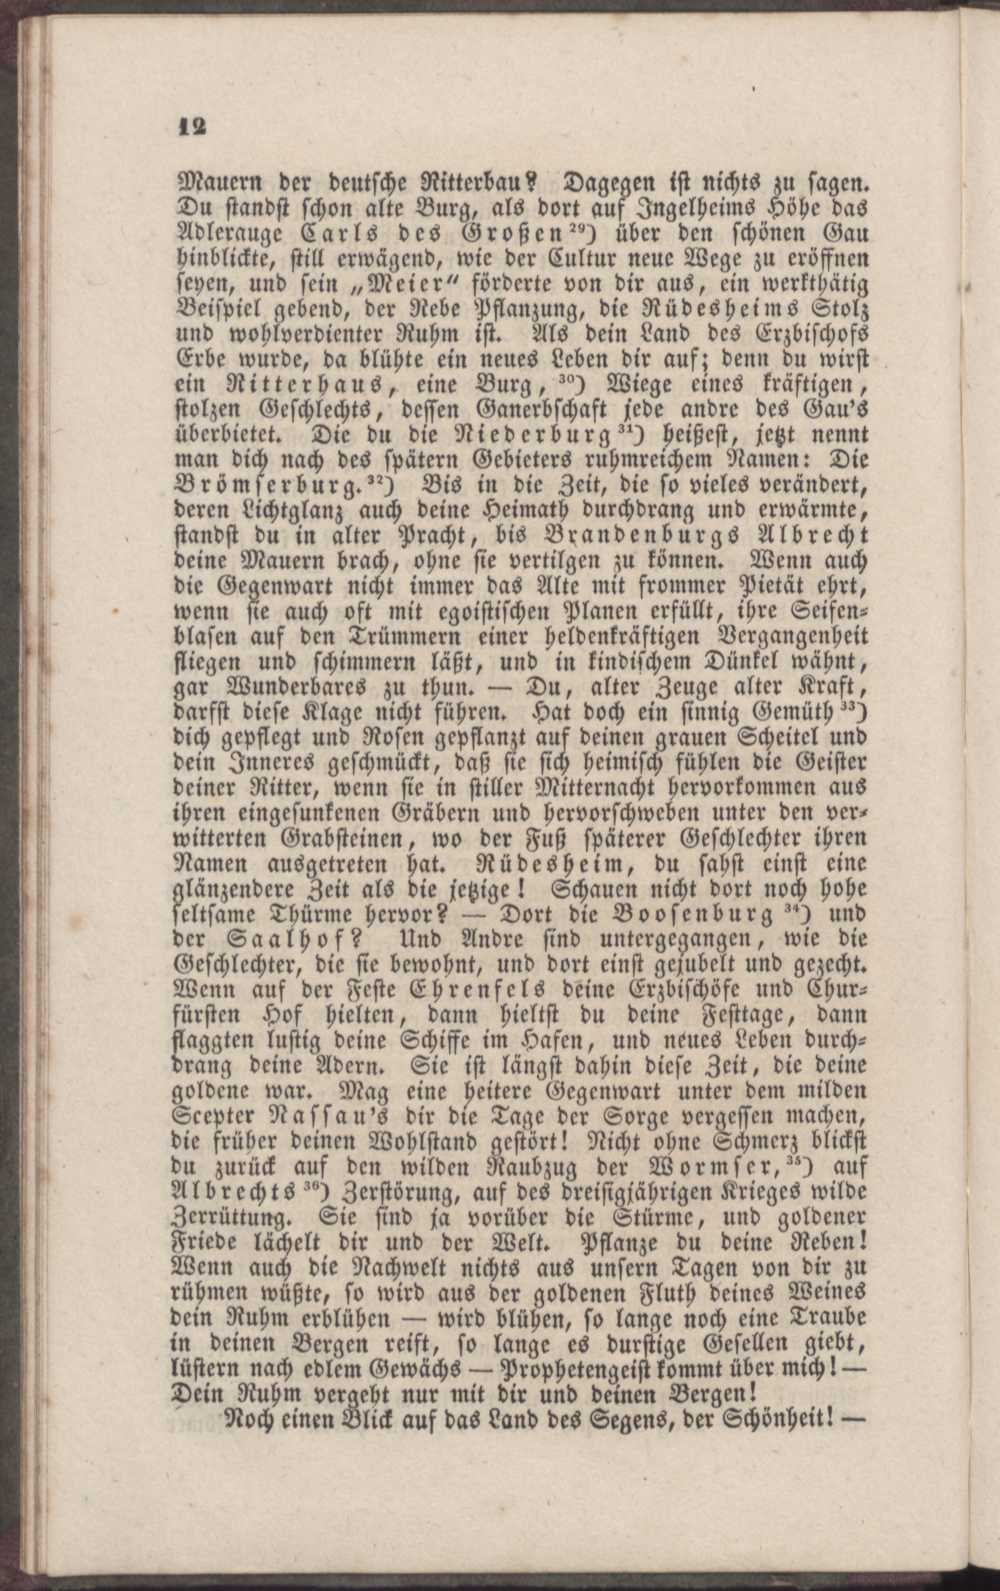 12
Mauern der deutsche Ritterbau? Dagegen ist nichts zu sagen.
Du standst schon alte Burg, als dort auf Ingelheims Höhe das
Adlerauge Carls des Großen²⁹) über den schönen Gau
hinblickte, still erwägend, wie der Cultur neue Wege zu eröffnen
seyen, und sein „Meier“ förderte von dir aus, ein werkthätig
Beispiel gebend, der Rebe Pflanzung, die Rüdesheims Stolz
und wohlverdienter Ruhm ist. Als dein Land des Erzbischofs
Erbe wurde, da blühte ein neues Leben dir auf; denn du wirst
ein Ritterhaus, eine Burg,³⁰) Wiege eines kräftigen,
stolzen Geschlechts, dessen Ganerbschaft jede andre des Gau's
überbietet. Die du die Niederburg³¹) heißest, jetzt nennt
man dich nach des spätern Gebieters ruhmreichem Namen: Die
Brömserburg.³²) Bis in die Zeit, die so vieles verändert,
deren Lichtglanz auch deine Heimath durchdrang und erwärmte,
standst du in alter Pracht, bis Brandenburgs Albrecht
deine Mauern brach, ohne sie vertilgen zu können. Wenn auch
die Gegenwart nicht immer das Alte mit frommer Pietät ehrt,
wenn sie auch oft mit egoistischen Planen erfüllt, ihre Seifen-
blasen auf den Trümmern einer heldenkräftigen Vergangenheit
fliegen und schimmern läßt, und in kindischem Dünkel wähnt,
gar Wunderbares zu thun. — Du, alter Zeuge alter Kraft,
darfst diese Klage nicht führen. Hat doch ein sinnig Gemüth³³)
dich gepflegt und Rosen gepflanzt auf deinen grauen Scheitel und
dein Inneres geschmückt, daß sie sich heimisch fühlen die Geister
deiner Ritter, wenn sie in stiller Mitternacht hervorkommen aus
ihren eingesunkenen Gräbern und hervorschweben unter den ver-
witterten Grabsteinen, wo der Fuß späterer Geschlechter ihren
Namen ausgetreten hat. Rüdesheim, du sahst einst eine
glänzendere Zeit als die jetzige! Schauen nicht dort noch hohe
seltsame Thürme hervor? — Dort die Boosenburg³⁴) und
der Saalhof? Und Andre sind untergegangen, wie die
Geschlechter, die sie bewohnt, und dort einst gejubelt und gezecht.
Wenn auf der Feste Ehrenfels deine Erzbischöfe und Chur-
fürsten Hof hielten, dann hieltst du deine Festtage, dann
flaggten lustig deine Schiffe im Hafen, und neues Leben durch-
drang deine Adern. Sie ist längst dahin diese Zeit, die deine
goldene war. Mag eine heitere Gegenwart unter dem milden
Scepter Nassau's dir die Tage der Sorge vergessen machen,
die früher deinen Wohlstand gestört! Nicht ohne Schmerz blickst
du zurück auf den wilden Raubzug der Wormser,³⁵) auf
Albrechts³⁶) Zerstörung, auf des dreisigjährigen Krieges wilde
Zerrüttung. Sie sind ja vorüber die Stürme, und goldener
Friede lächelt dir und der Welt. Pflanze du deine Reben!
Wenn auch die Nachwelt nichts aus unsern Tagen von dir zu
rühmen wüßte, so wird aus der goldenen Fluth deines Weines
dein Ruhm erblühen — wird blühen, so lange noch eine Traube
in deinen Bergen reift, so lange es durstige Gesellen giebt,
lüstern nach edlem Gewächs — Prophetengeist kommt über mich! —
Dein Ruhm vergeht nur mit dir und deinen Bergen!
Noch einen Blick auf das Land des Segens, der Schönheit! —